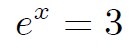 e^x = 3